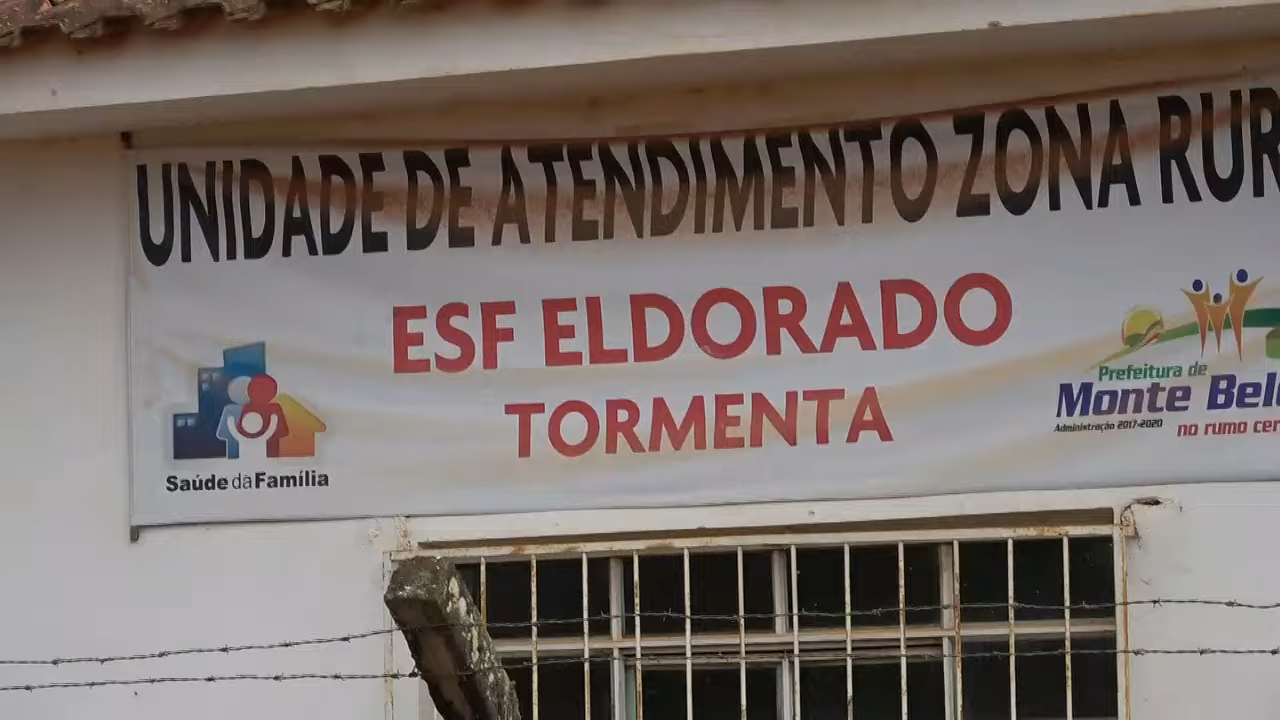 UNIDADE DE ATENDIMENTO ZONA RUR
ESF ELDORADO
TORMENTA
Saúde da Família
Prefeitura de
Monte Bel
Administração 2017-2020
no rumo cer